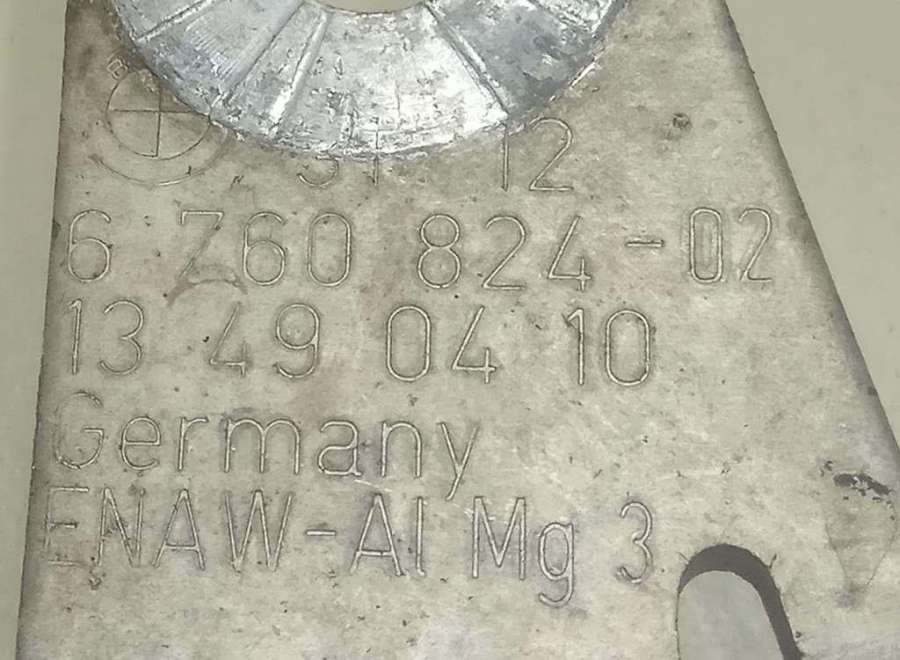 31 12
6 760 824-02
13 49 04 10
Germany
ENAW-Al Mg 3